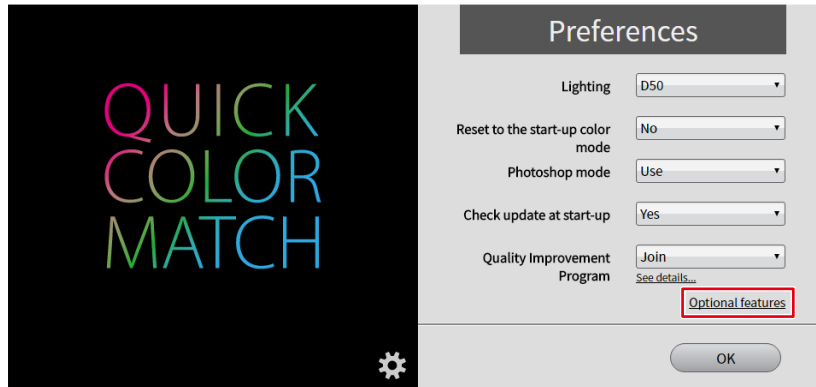 QUICK
COLOR
MATCH
Preferences
Lighting D50
Reset to the start-up color
mode No
Photoshop mode Use
Check update at start-up Yes
Quality Improvement
Program Join
See details...
Optional features
OK